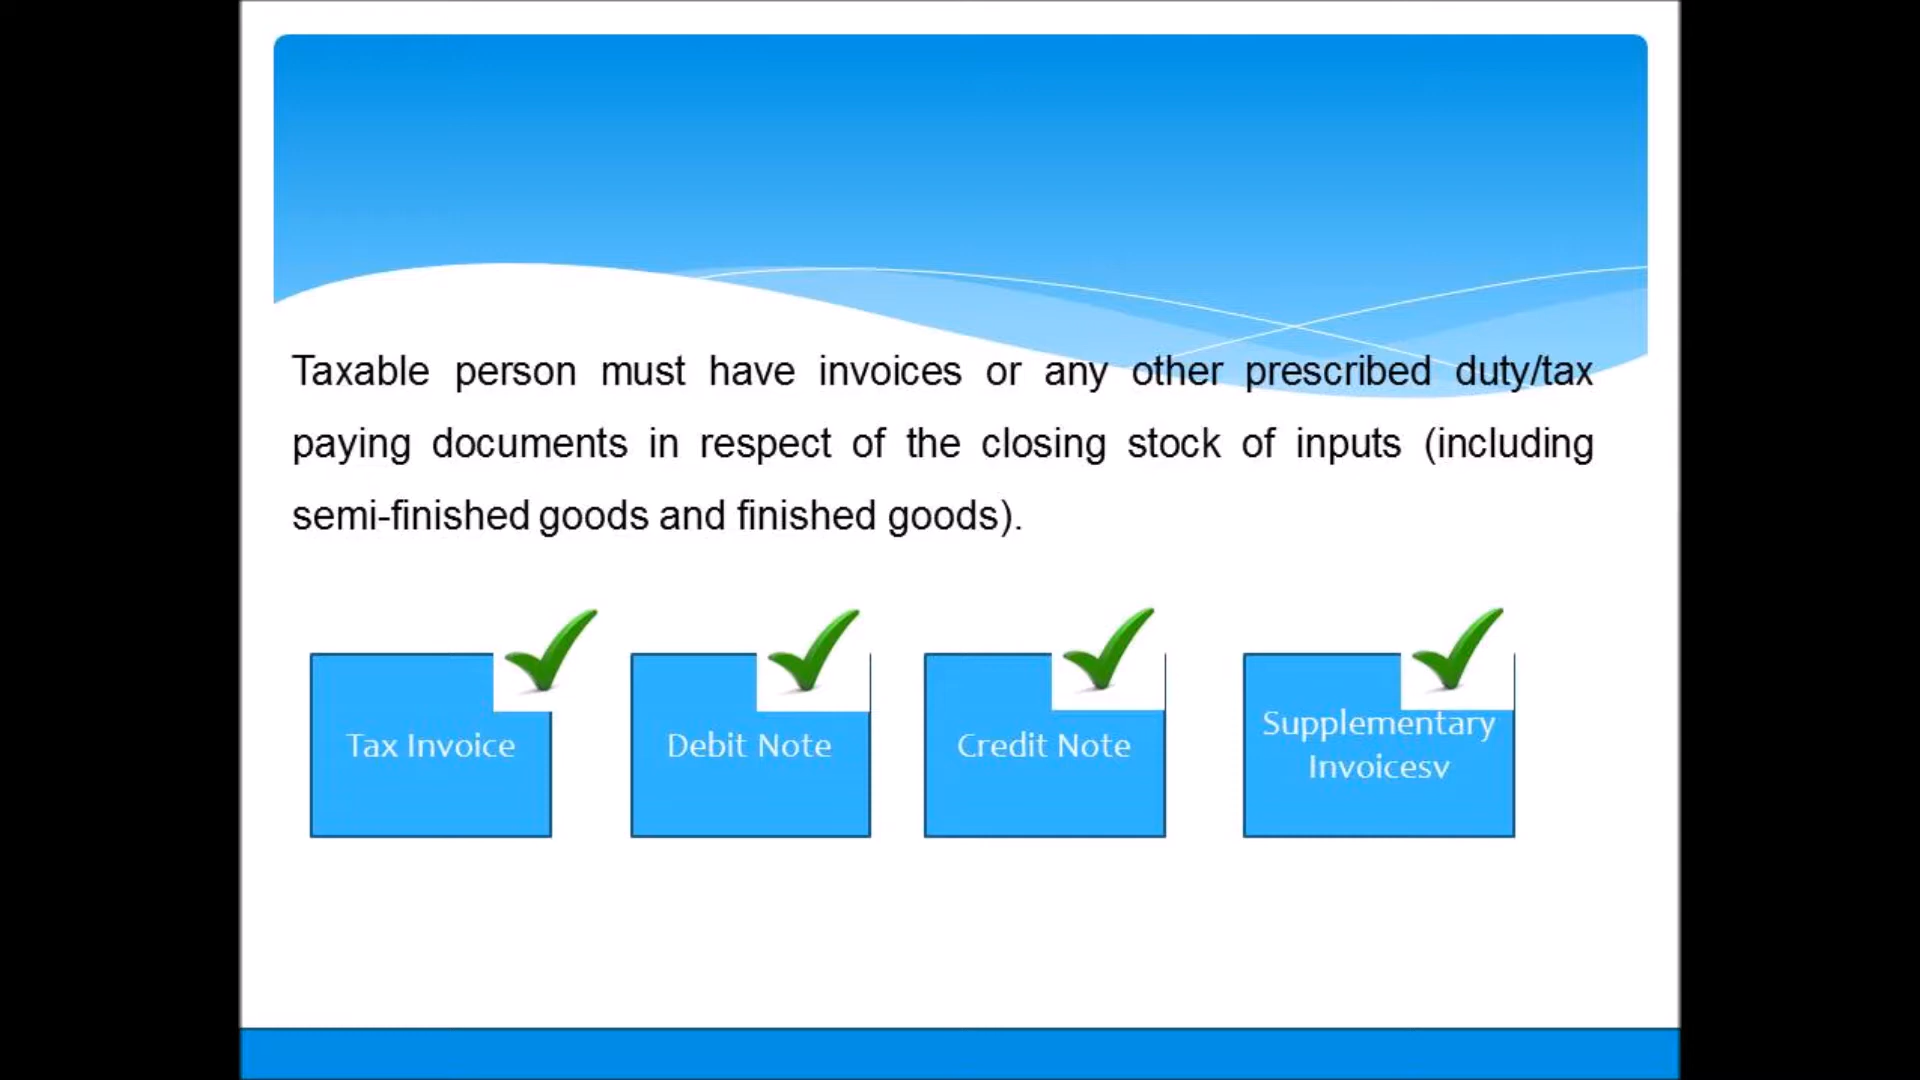 Taxable person must have invoices or any other prescribed duty/tax
paying documents in respect of the closing stock of inputs (including
semi-finished goods and finished goods).
Tax Invoice
Debit Note
Credit Note
Supplementary
Invoicesv